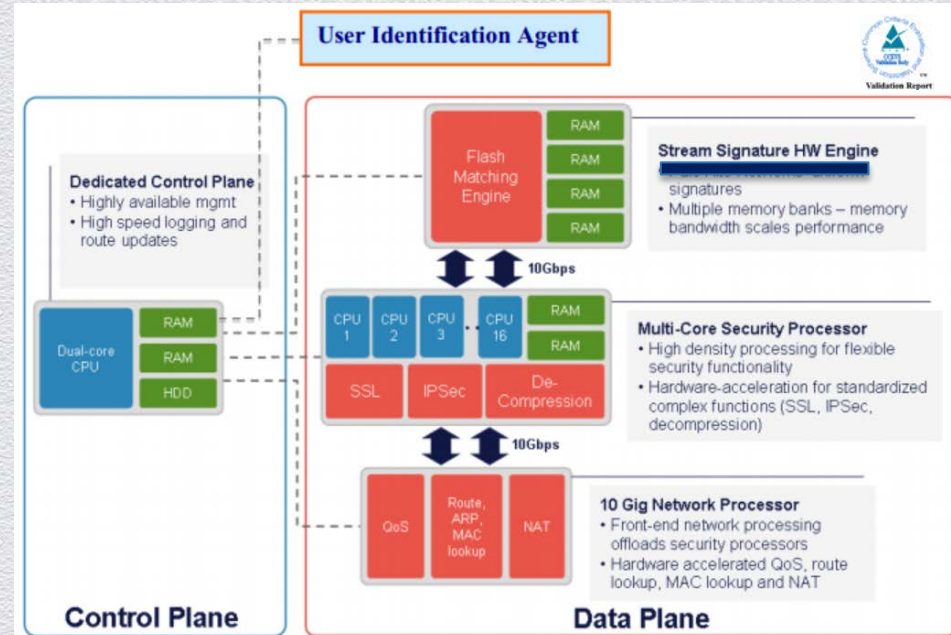 User Identification Agent
CCEVS
Validation Body
Validation Report
TM
Dedicated Control Plane
• Highly available mgmt
• High speed logging and
route updates
Dual-core
CPU
RAM
RAM
HDD
Control Plane
Flash
Matching
Engine
RAM
RAM
RAM
RAM
Stream Signature HW Engine
signatures
• Multiple memory banks – memory
bandwidth scales performance
10Gbps
CPU
1
CPU
2
CPU
3
..
CPU
16
RAM
RAM
SSL
IPSec
De-
Compression
Multi-Core Security Processor
• High density processing for flexible
security functionality
• Hardware-acceleration for standardized
complex functions (SSL, IPSec,
decompression)
10Gbps
QoS
Route,
ARP,
MAC
lookup
NAT
10 Gig Network Processor
• Front-end network processing
offloads security processors
• Hardware accelerated QoS, route
lookup, MAC lookup and NAT
Data Plane